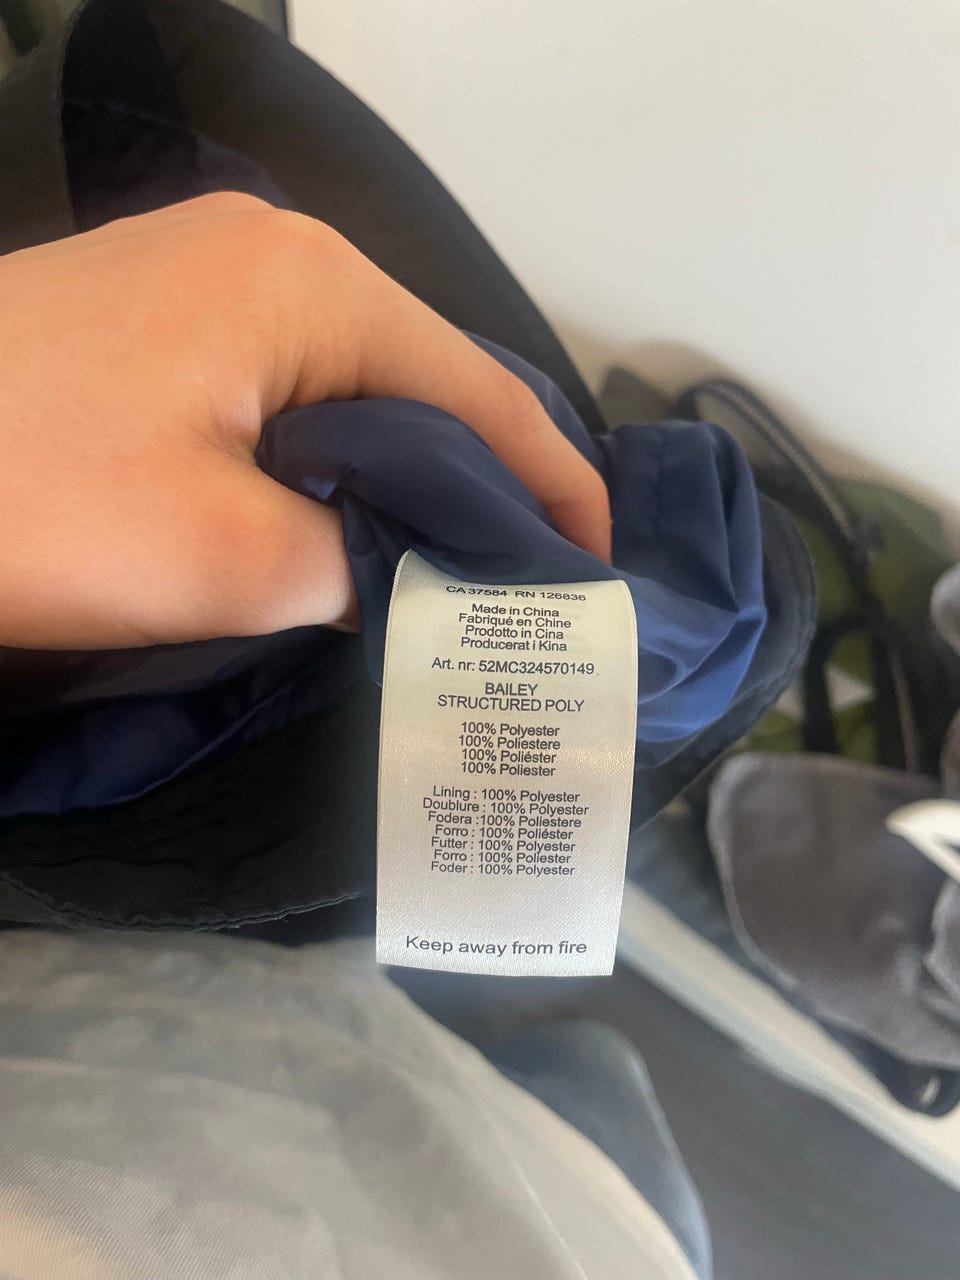 CA 37584 RN 126836
Made in China
Fabriqué en Chine
Prodotto in Cina
Producerat i Kina
Art. nr: 52MC324570149
BAILEY
STRUCTURED POLY
100% Polyester
100% Poliestere
100% Poliéster
100% Poliester
Lining : 100% Polyester
Doublure : 100% Polyester
Fodera :100% Poliestere
Forro : 100% Poliéster
Futter : 100% Polyester
Forro : 100% Poliester
Foder : 100% Polyester
Keep away from fire